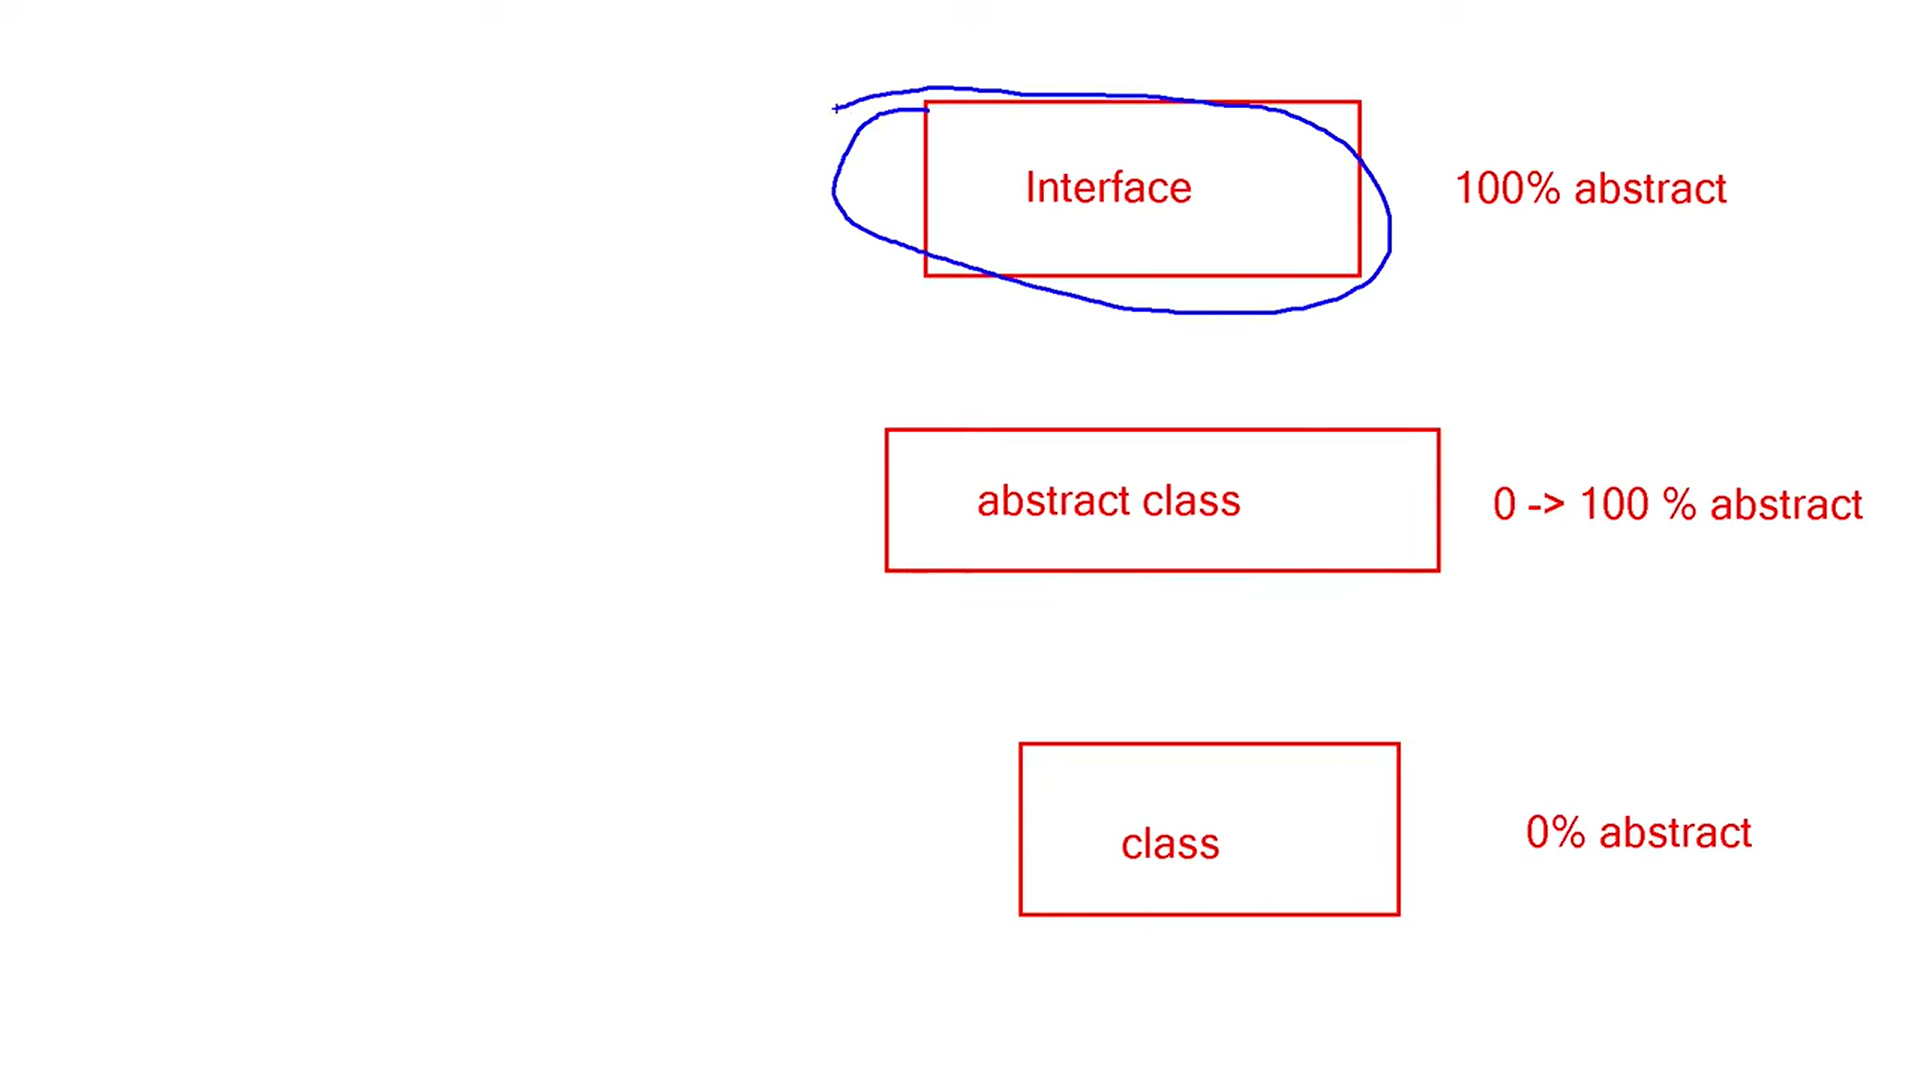 Interface
100% abstract
abstract class
0 -> 100 % abstract
class
0% abstract